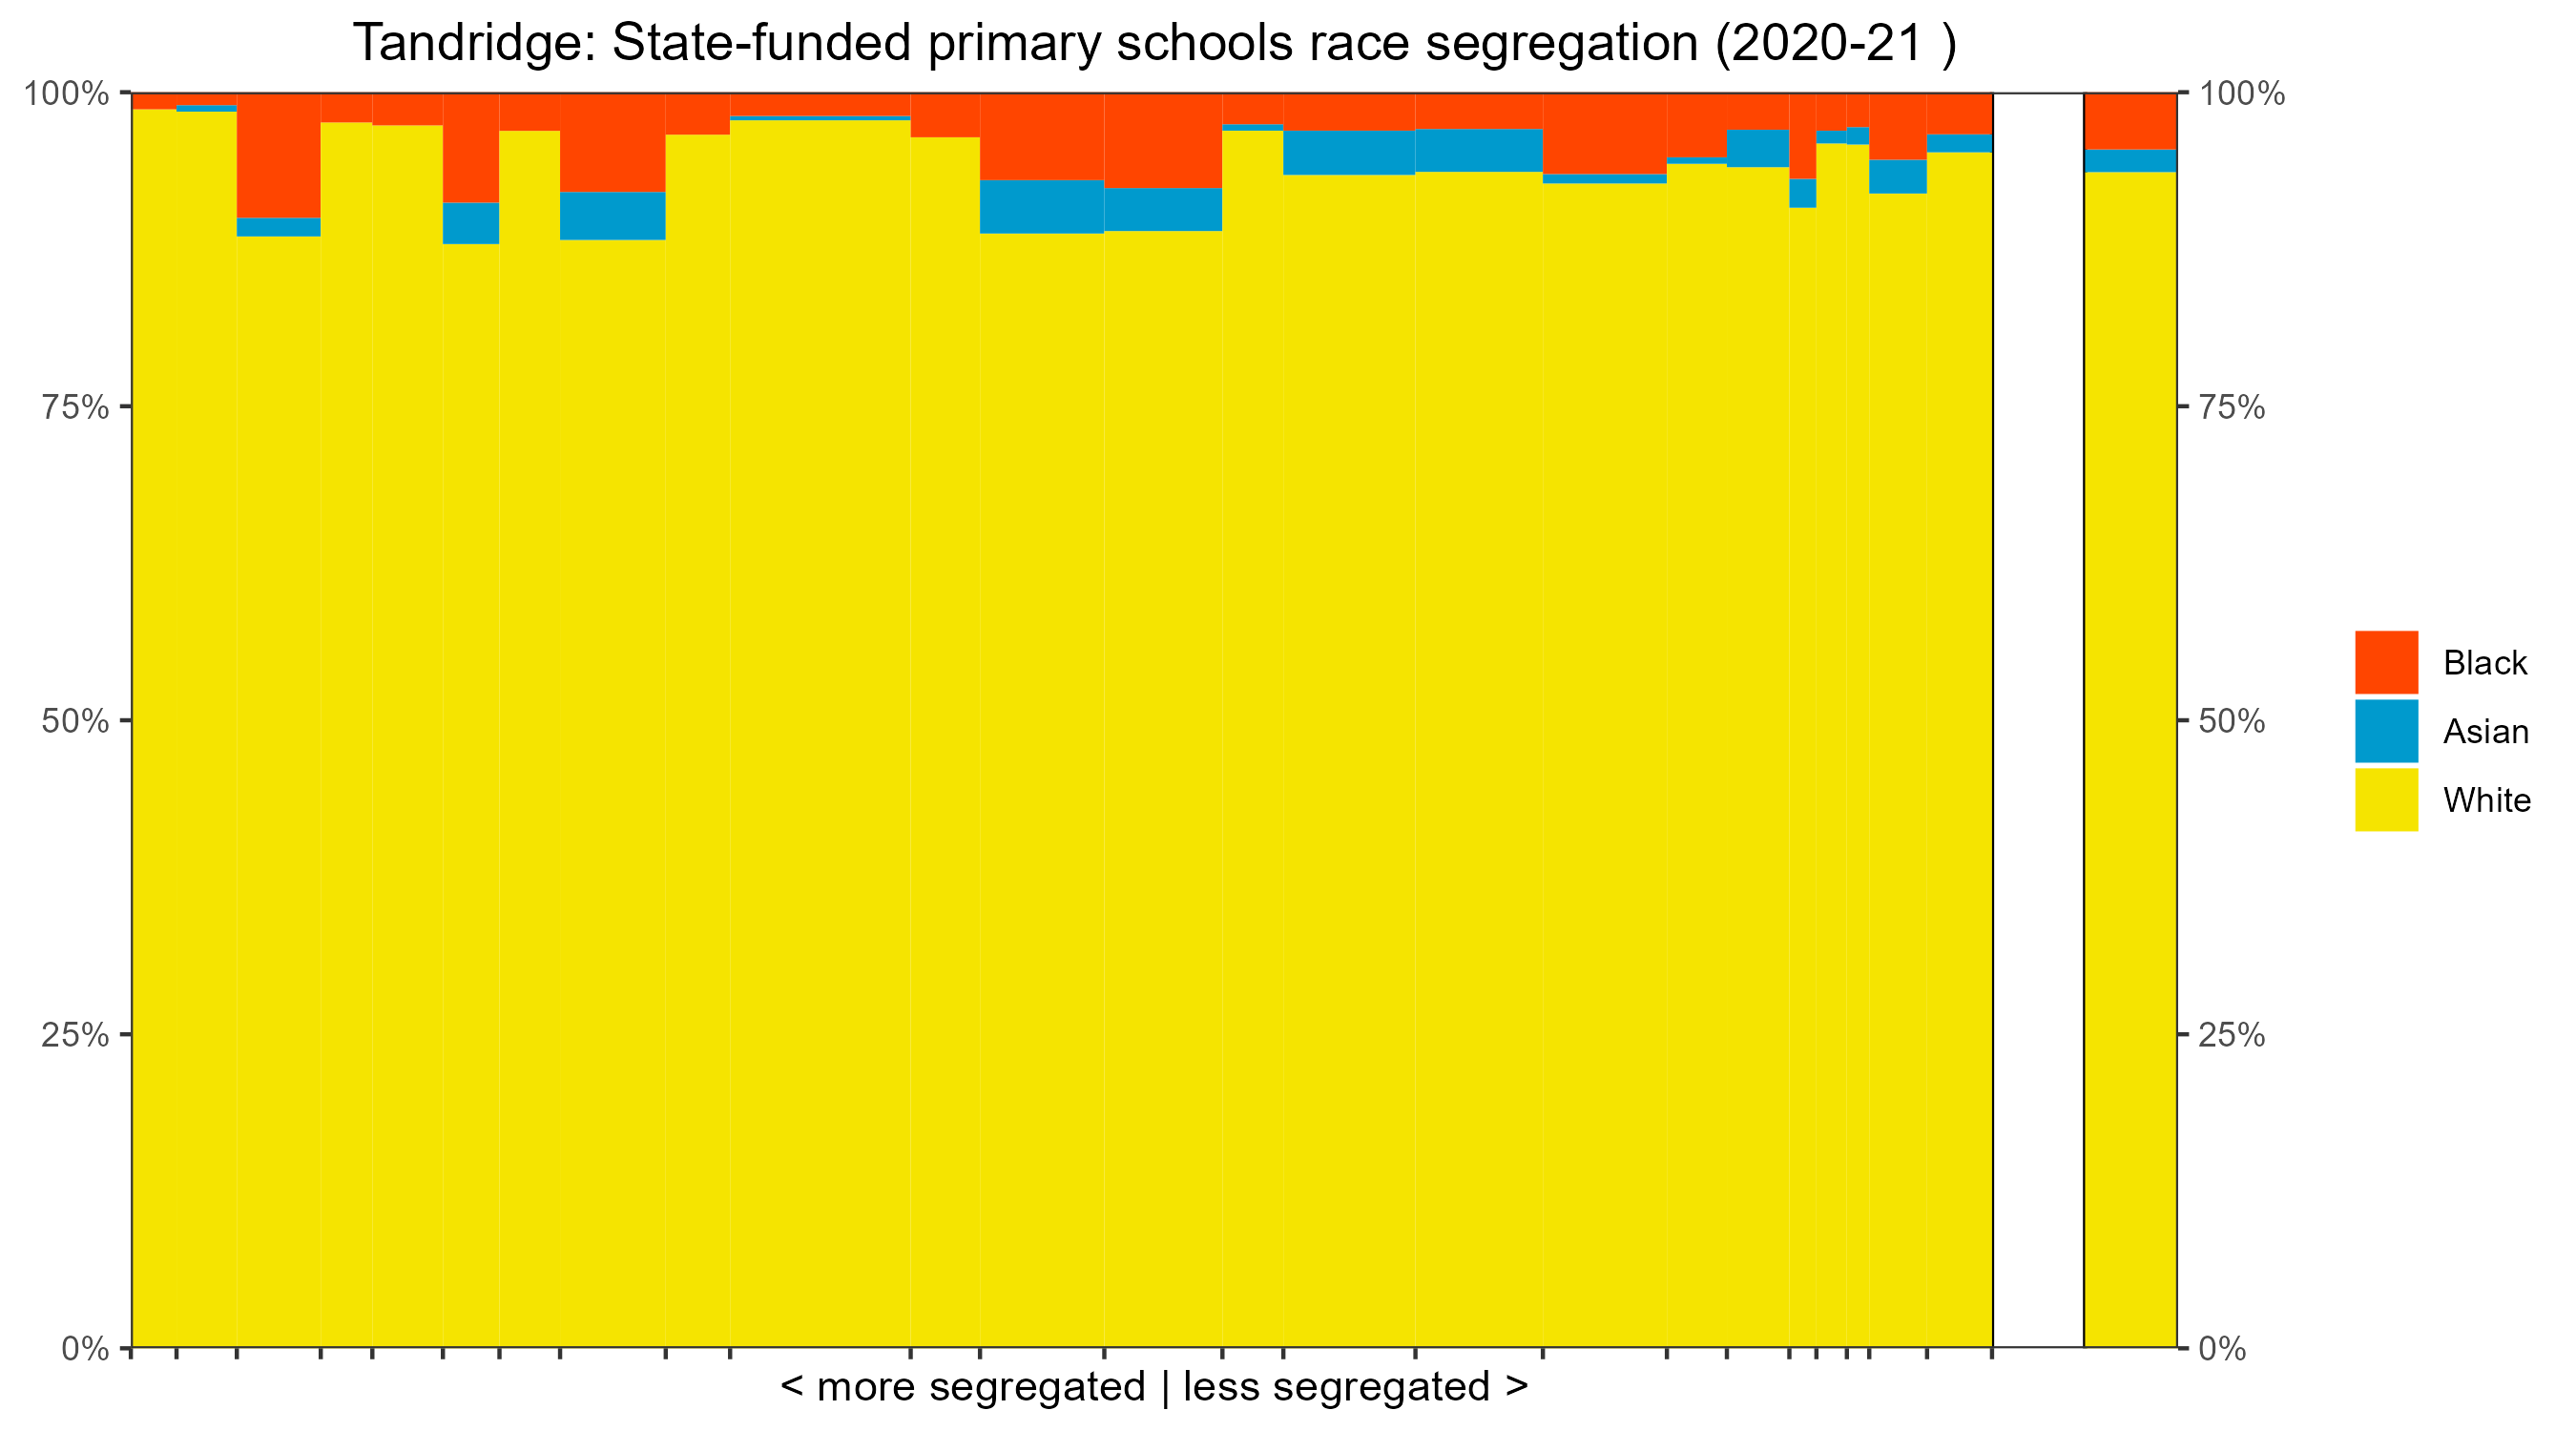 Tandridge: State-funded primary schools race segregation (2020-21 )
100%
75%
50%
25%
0%
100%
75%
50%
25%
0%
Black
Asian
White
< more segregated | less segregated >